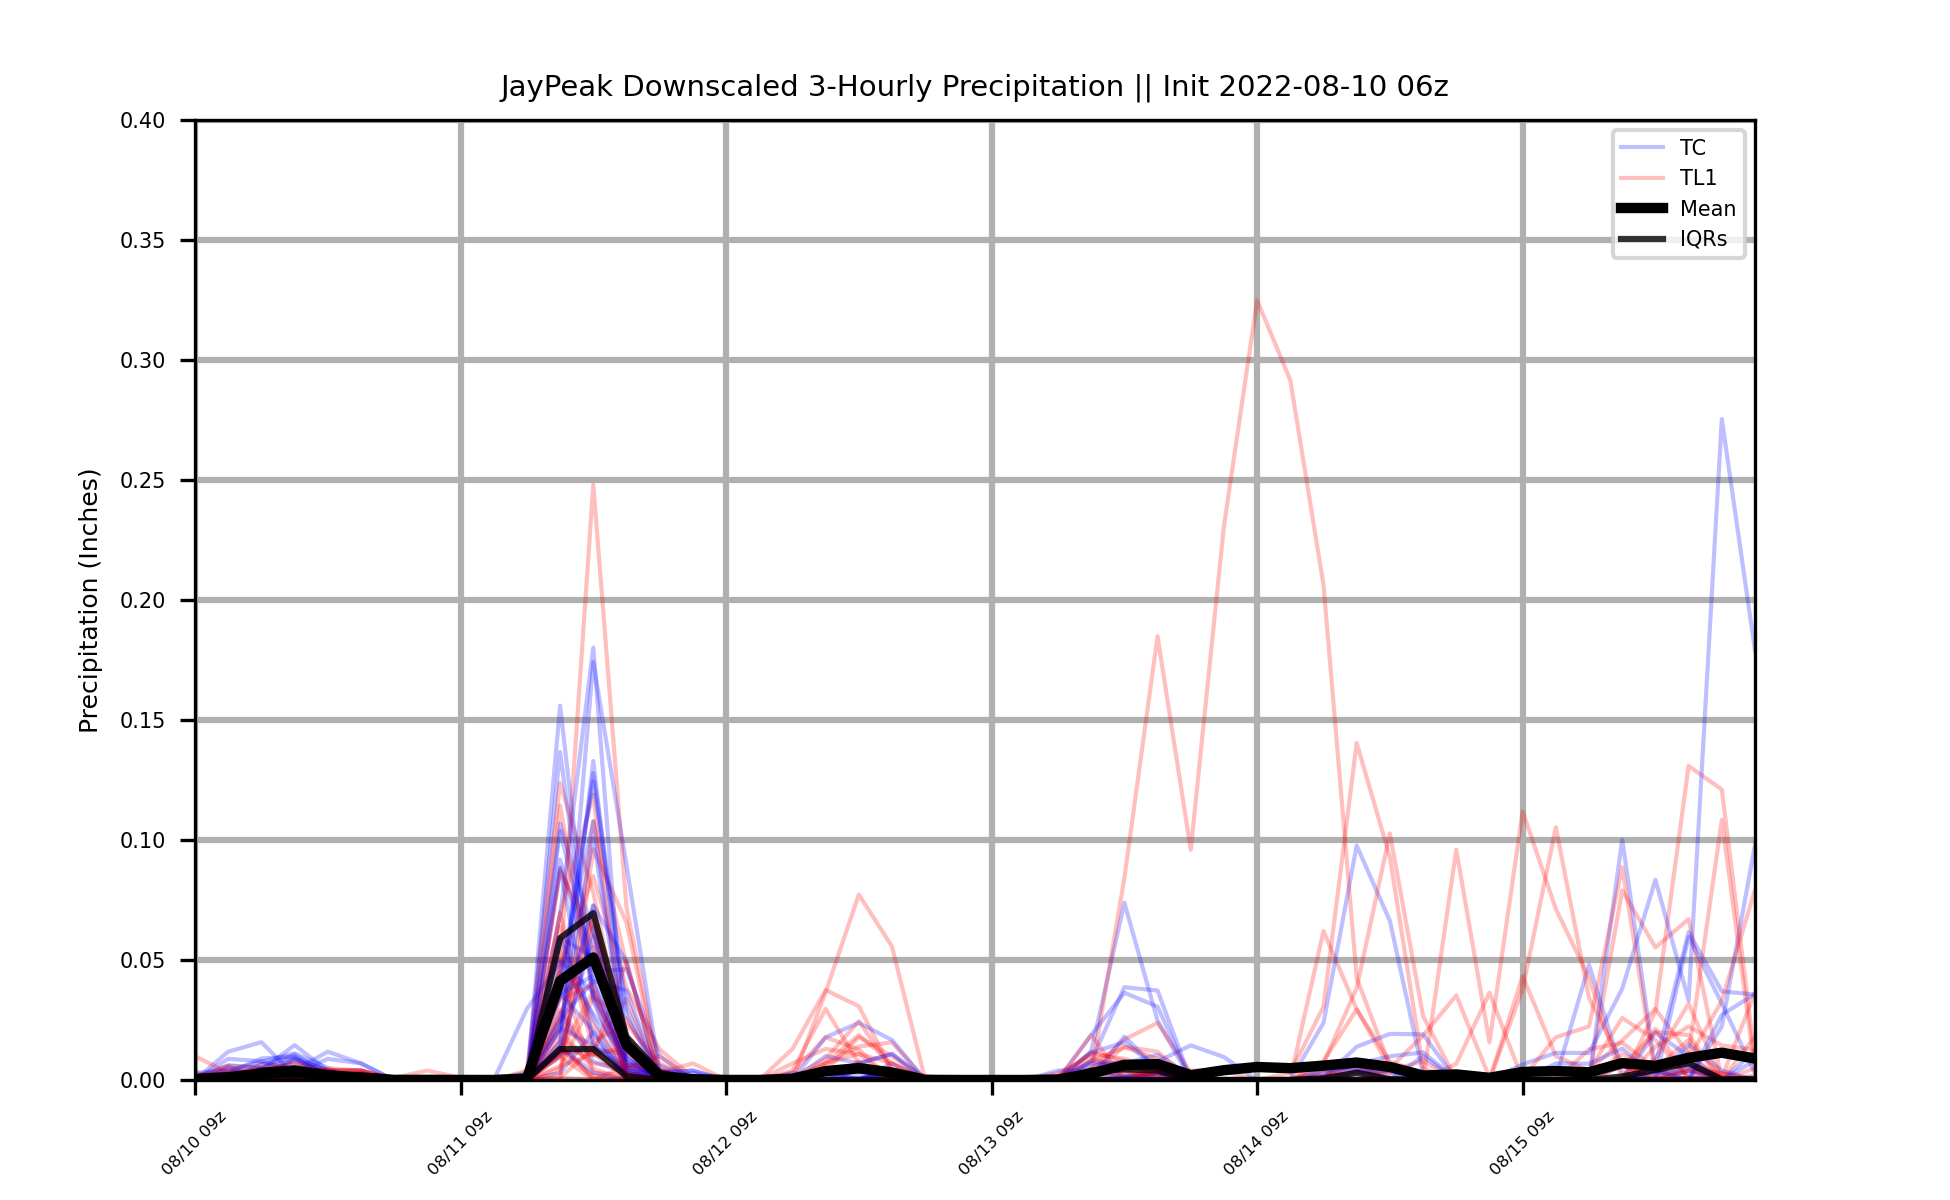 JayPeak Downscaled 3-Hourly Precipitation || Init 2022-08-10 06z
0.40
0.35
0.30
0.25
0.20
0.15
0.10
0.05
0.00
Precipitation (Inches)
TC
TL1
Mean
IQRs
08/10 09z
08/11 09z
08/12 09z
08/13 09z
08/14 09z
08/15 09z